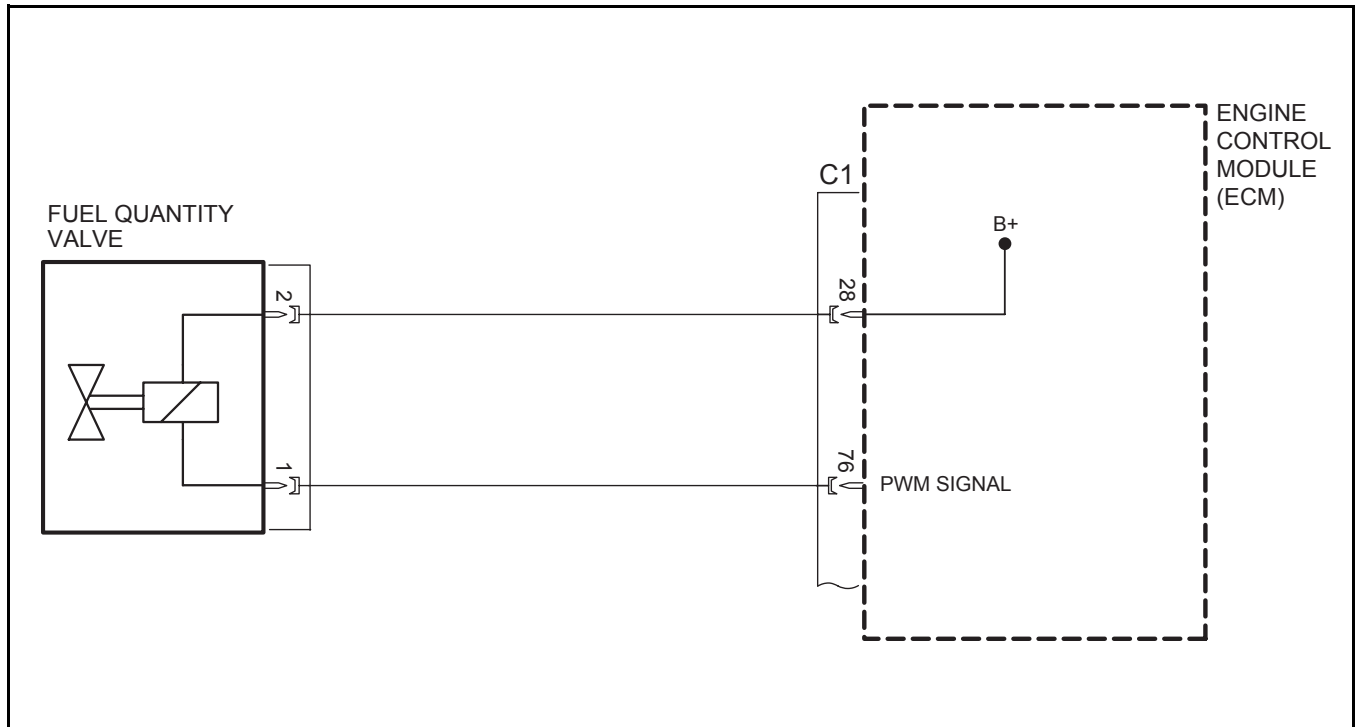 ENGINE
CONTROL
MODULE
(ECM)
C1
FUEL QUANTITY
VALVE
B+
2
28
1
76
PWM SIGNAL